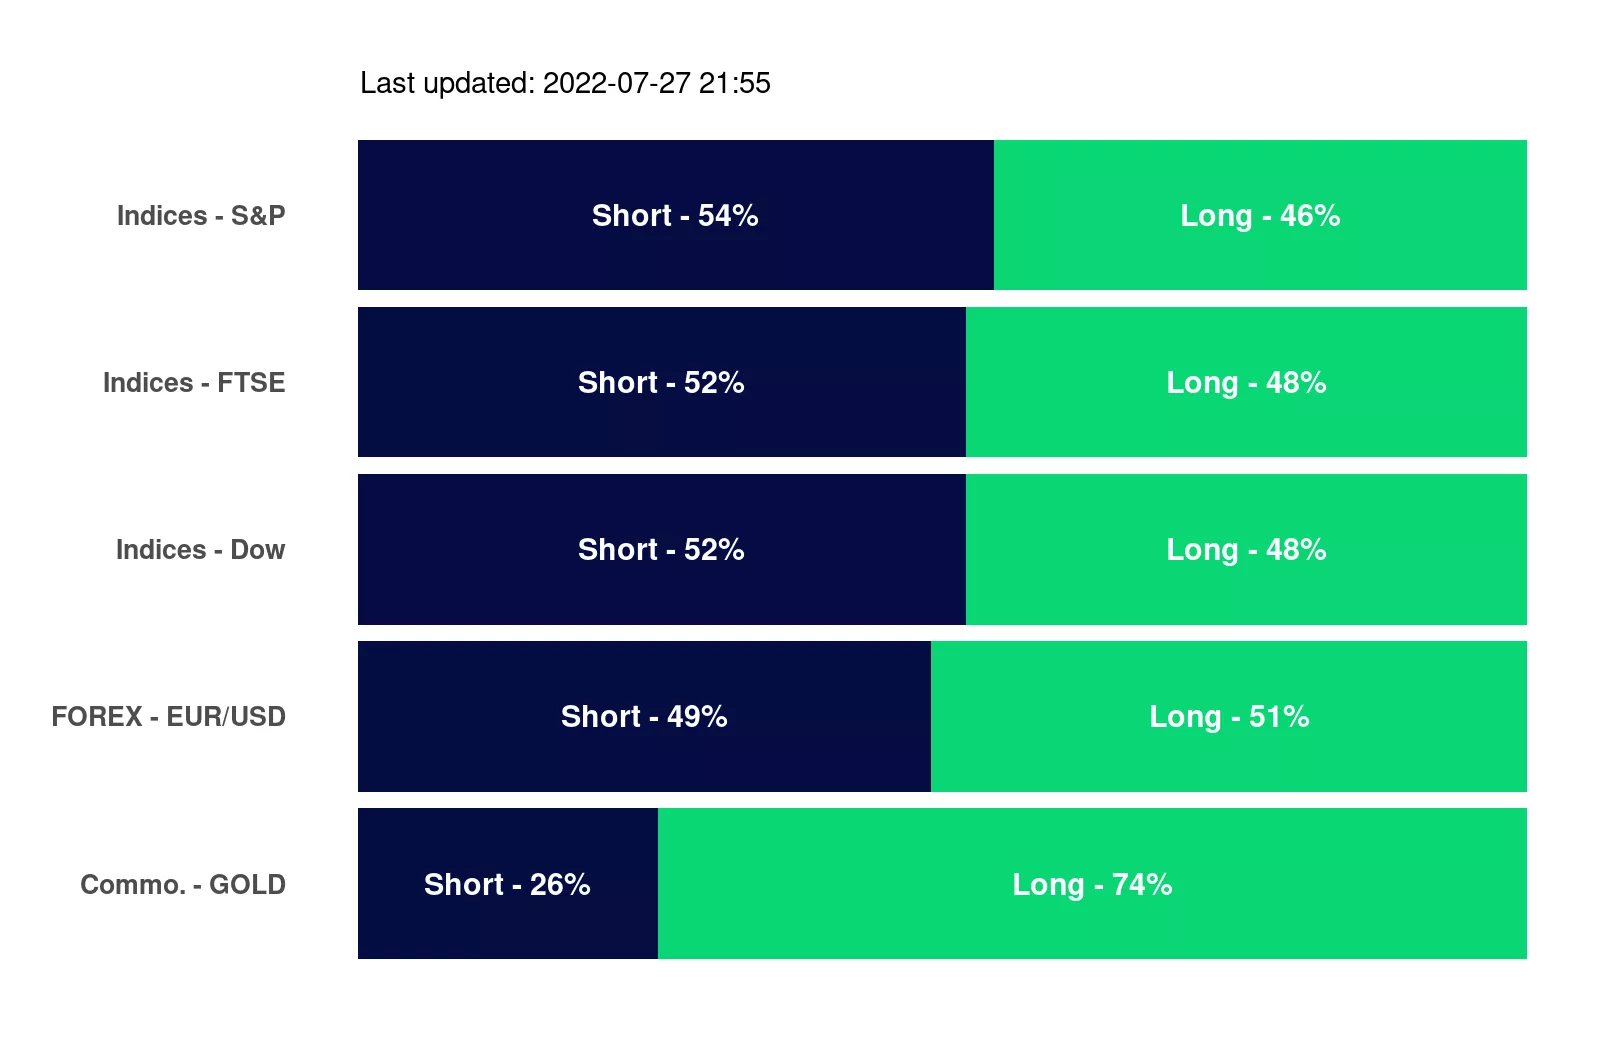 Last updated: 2022-07-27 21:55
Indices - S&P Short - 54% Long - 46%
Indices - FTSE Short - 52% Long - 48%
Indices - Dow Short - 52% Long - 48%
FOREX - EUR/USD Short - 49% Long - 51%
Commo. - GOLD Short - 26% Long - 74%